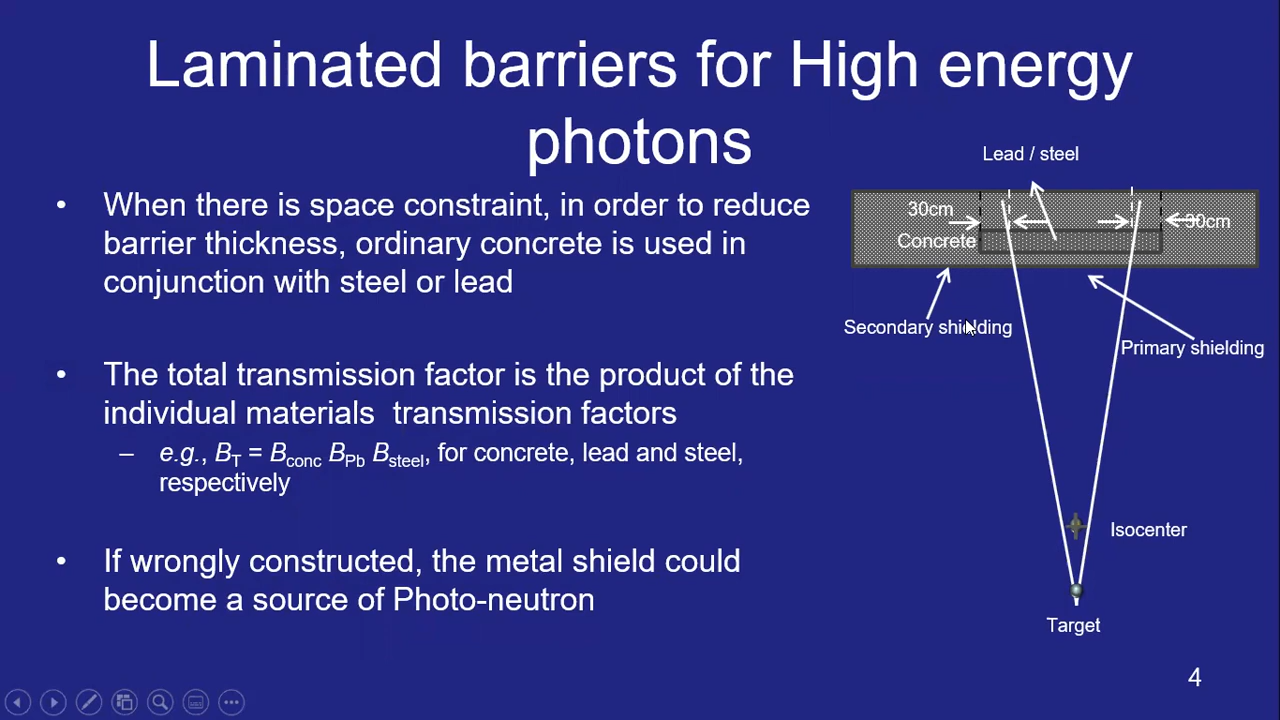 Laminated barriers for High energy
photons
• When there is space constraint, in order to reduce
barrier thickness, ordinary concrete is used in
conjunction with steel or lead
• The total transmission factor is the product of the
individual materials transmission factors
– e.g., BT = Bconc BPb Bsteel, for concrete, lead and steel,
respectively
• If wrongly constructed, the metal shield could
become a source of Photo-neutron
Lead / steel
30cm
30cm
Concrete
Secondary shielding
Primary shielding
Isocenter
Target
4